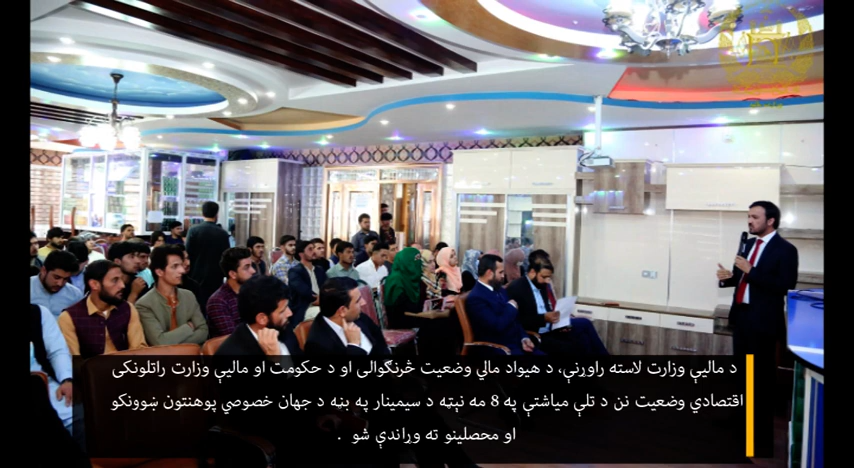 د ماليې وزارت لاسته راوړنې، د هيواد مالي وضعيت څرنګوالی او د حکومت او ماليې وزارت راتلونکی
اقتصادي وضعيت نن د تلې مياشتې په 8 مه نېټه د سيمينار په بڼه د جهان خصوصي پوهنتون ښوونکو
او محصلينو ته وړاندې شو .